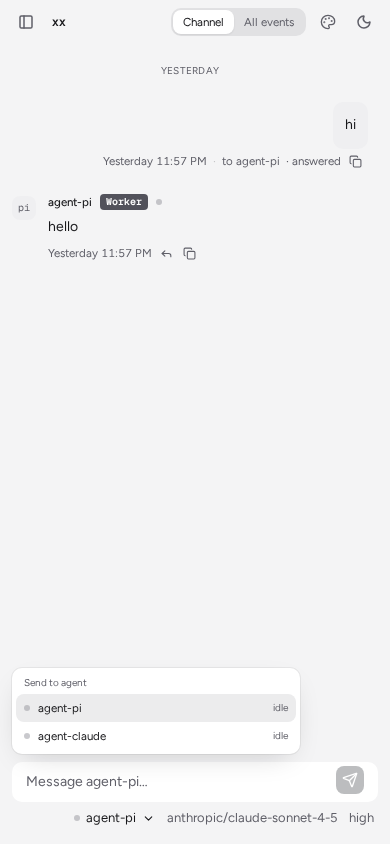 xx
Channel
All events
YESTERDAY
hi
Yesterday 11:57 PM · to agent-pi · answered
pi
agent-pi Worker
hello
Yesterday 11:57 PM
Send to agent
agent-pi idle
agent-claude idle
Message agent-pi...
agent-pi anthropic/claude-sonnet-4-5 high